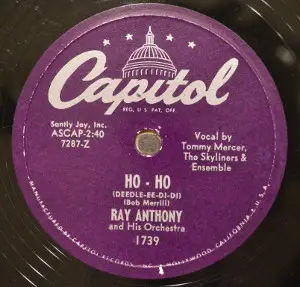 Capitol
REG. U.S. PAT. OFF.
Santly Joy, Inc.
ASCAP-2:40
7287-Z
Vocal by
Tommy Mercer,
The Skyliners &
Ensemble
HO - HO
(DEEDLE-EE-DI-DI)
(Bob Merrill)
RAY ANTHONY
and His Orchestra
1739
MANUFACTURED BY CAPITOL RECORDS, INC. HOLLYWOOD, CALIFORNIA, U.S.A.